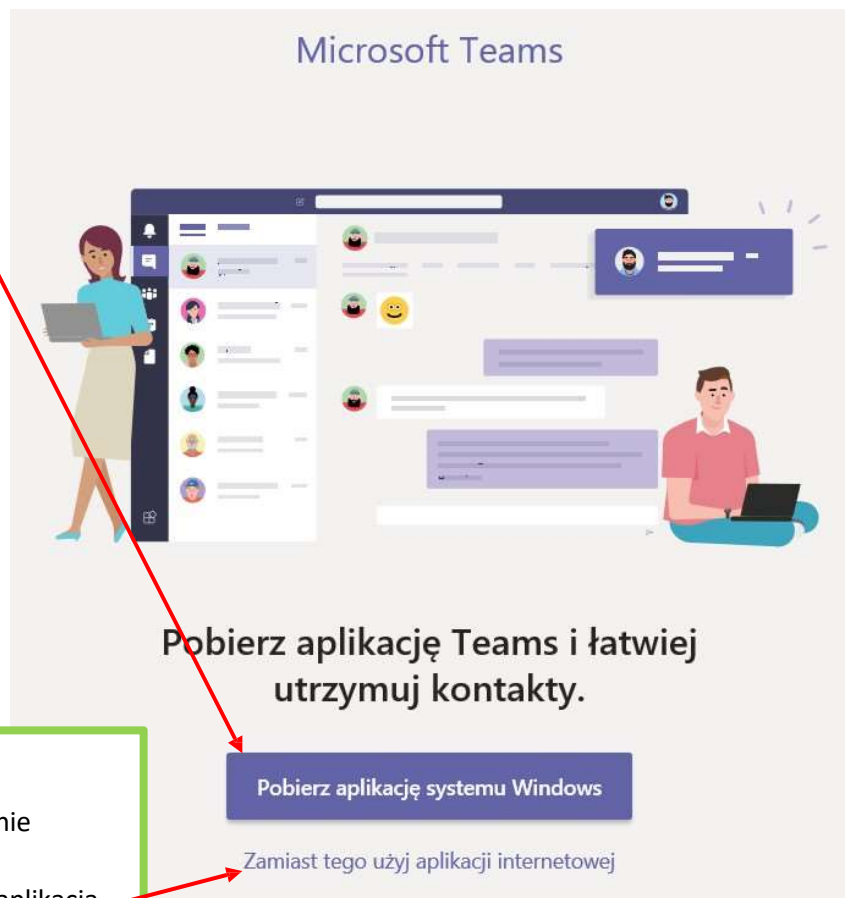 Microsoft Teams
Pobierz aplikację Teams i łatwiej
utrzymuj kontakty.
Pobierz aplikację systemu Windows
Zamiast tego użyj aplikacji internetowej